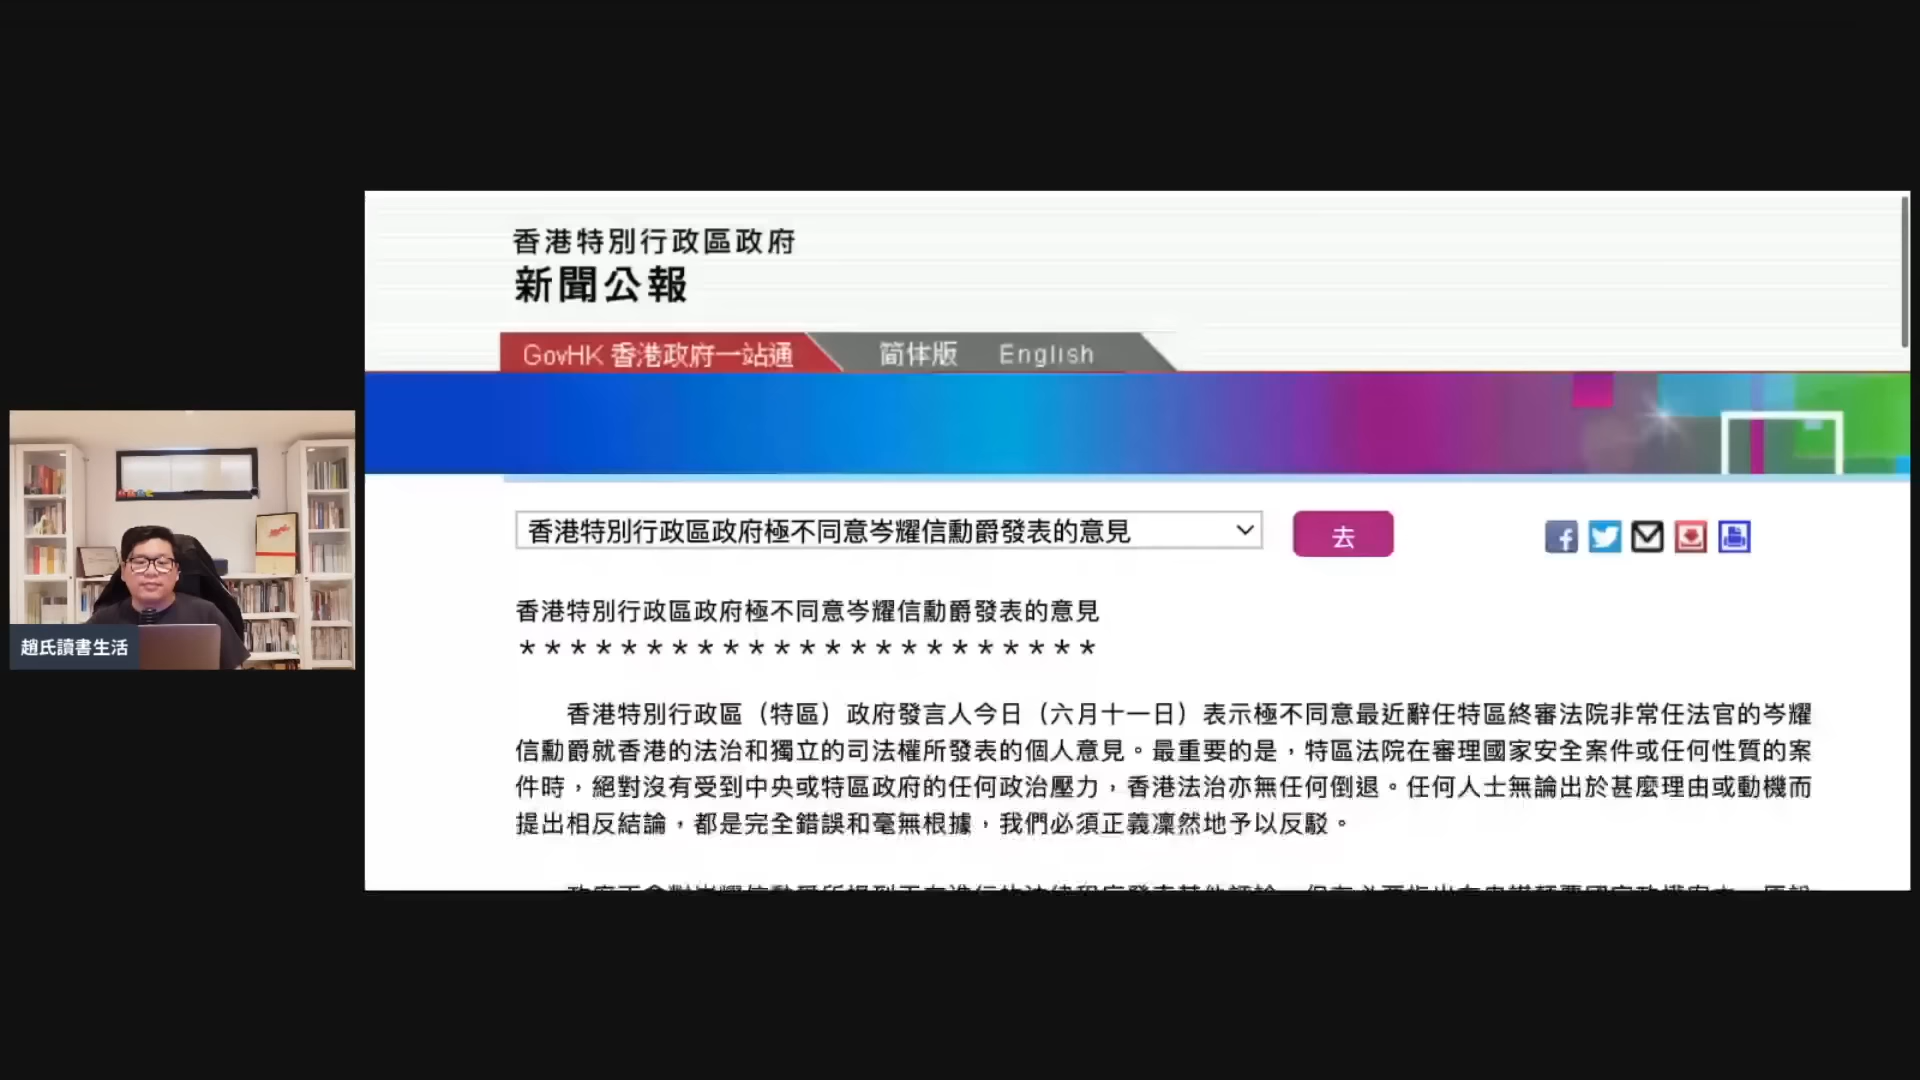 香港特別行政區政府
新聞公報
GovHK 香港政府一站通 简体版 English
香港特別行政區政府極不同意岑耀信勳爵發表的意見
去
香港特別行政區政府極不同意岑耀信勳爵發表的意見
＊＊＊＊＊＊＊＊＊＊＊＊＊＊＊＊＊＊＊＊＊＊＊
香港特別行政區（特區）政府發言人今日（六月十一日）表示極不同意最近辭任特區終審法院非常任法官的岑耀
信勳爵就香港的法治和獨立的司法權所發表的個人意見。最重要的是，特區法院在審理國家安全案件或任何性質的案
件時，絕對沒有受到中央或特區政府的任何政治壓力，香港法治亦無任何倒退。任何人士無論出於甚麼理由或動機而
提出相反結論，都是完全錯誤和毫無根據，我們必須正義凜然地予以反駁。
趙氏讀書生活